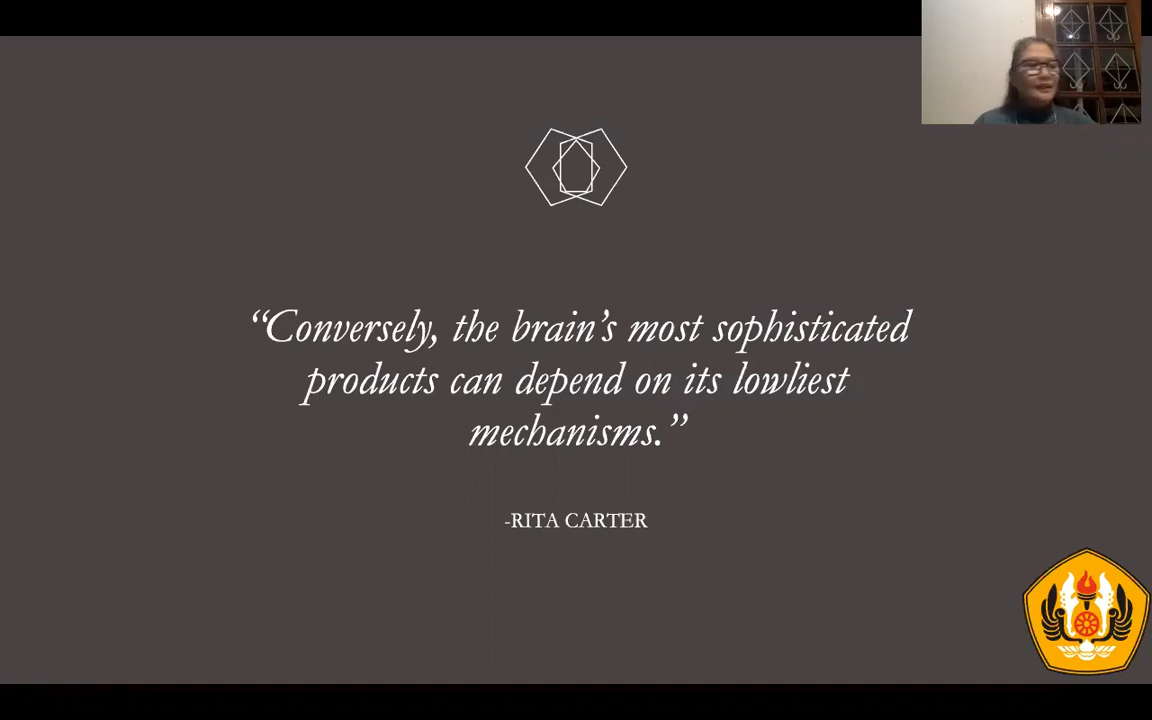 “Conversely, the brain’s most sophisticated
products can depend on its lowliest
mechanisms.”
-RITA CARTER